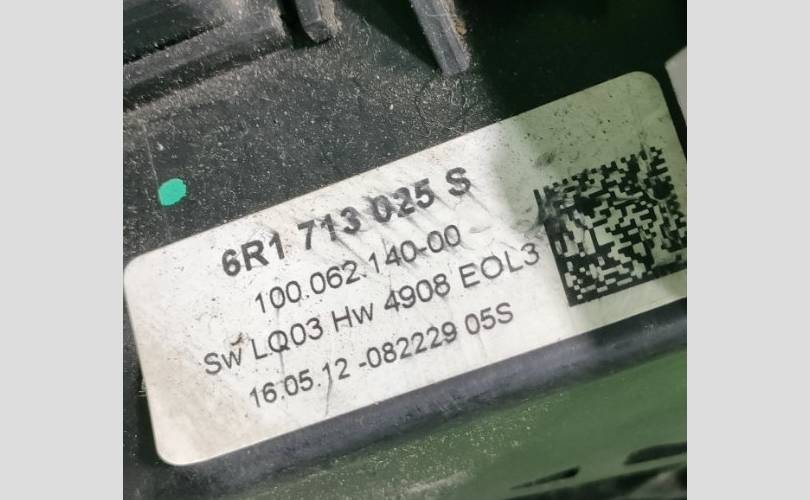 6R1 713 025 S
100.062.140-00
Sw LQ03 Hw 4908 EOL3
16.05.12 -082229 05S